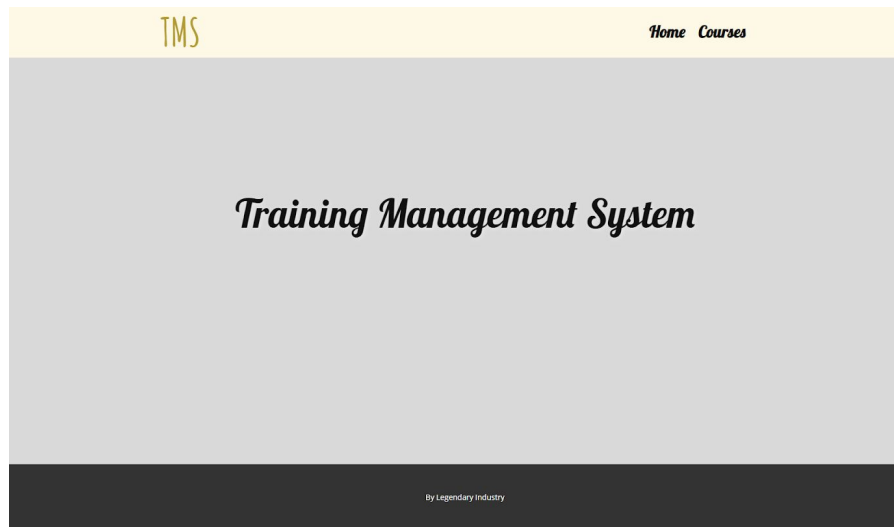 TMS
Home Courses
Training Management System
By Legendary Industry